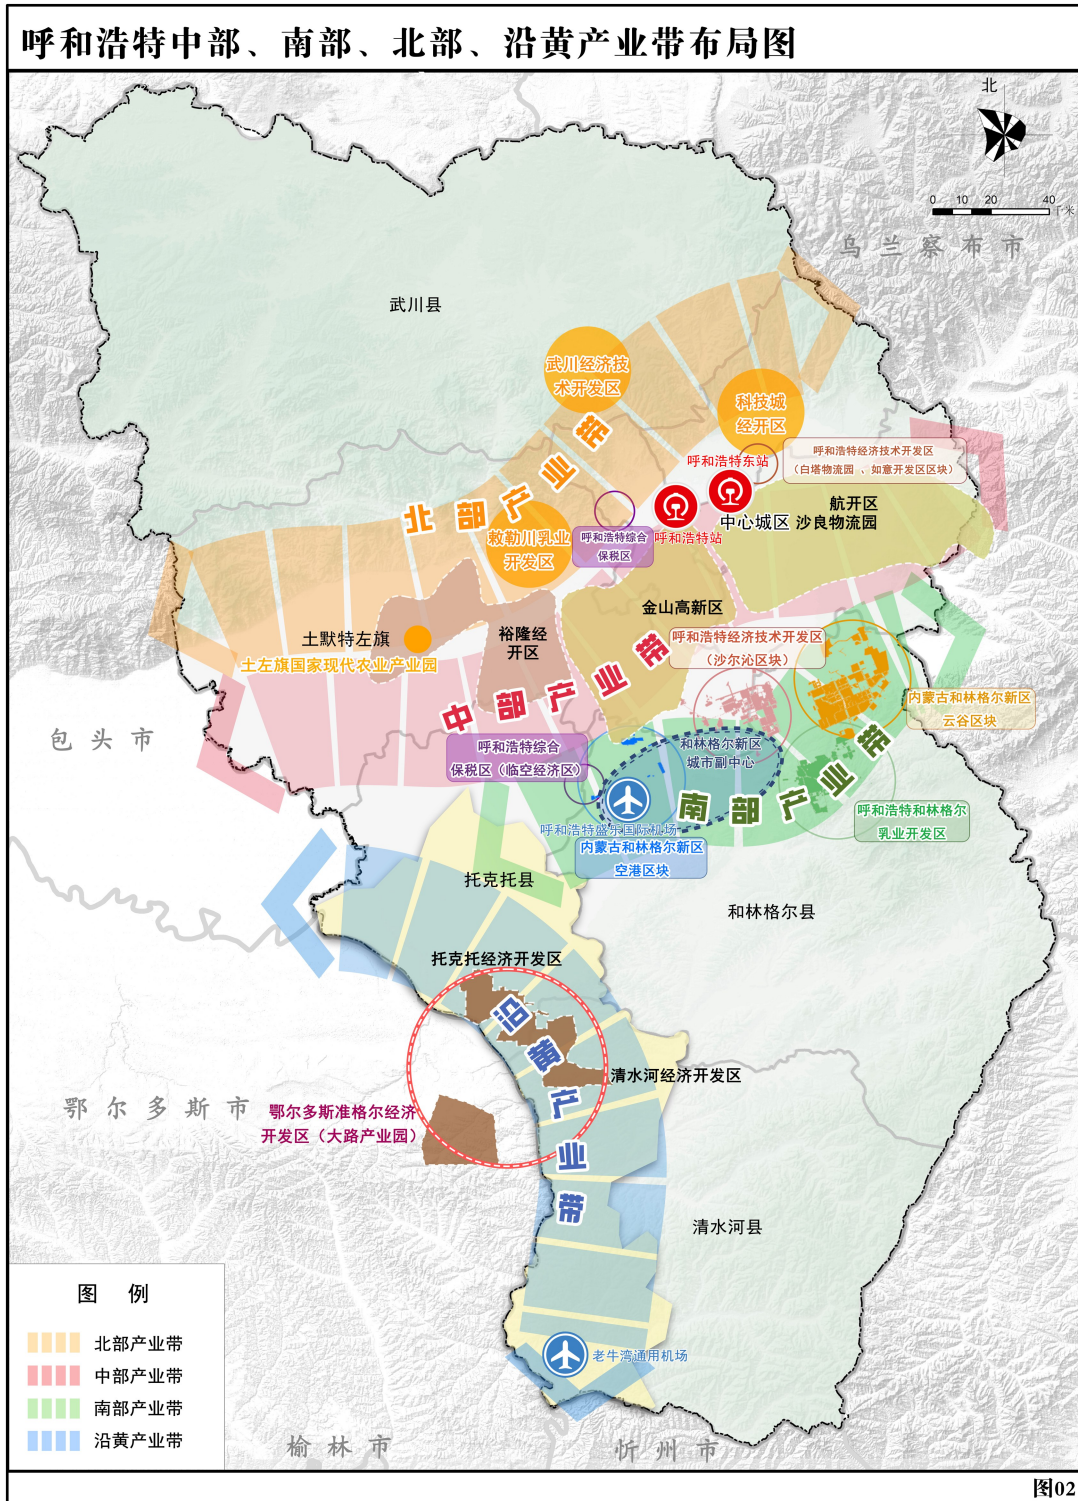 呼和浩特中部、南部、北部、沿黄产业带布局图
北
0 10 20 40
千米
乌兰察布市
武川县
武川经济技
术开发区
科技城
经开区
北部产业带
呼和浩特东站
呼和浩特经济技术开发区
(白塔物流园 、如意开发区区块)
航开区
中心城区 沙良物流园
呼和浩特站
敕勒川乳业
开发区
呼和浩特综合
保税区
金山高新区
土默特左旗
裕隆经
开区
土左旗国家现代农业产业园
呼和浩特经济技术开发区
(沙尔沁区块)
中部产业带
内蒙古和林格尔新区
云谷区块
包头市
呼和浩特综合
保税区(临空经济区)
和林格尔新区
城市副中心
南部产业带
呼和浩特和林格尔
乳业开发区
呼和浩特盛乐国际机场
内蒙古和林格尔新区
空港区块
托克托县
和林格尔县
托克托经济开发区
沿黄产业带
清水河经济开发区
鄂尔多斯市
鄂尔多斯准格尔经济
开发区(大路产业园)
清水河县
图 例
北部产业带
中部产业带
南部产业带
沿黄产业带
老牛湾通用机场
榆林市
忻州市
图02